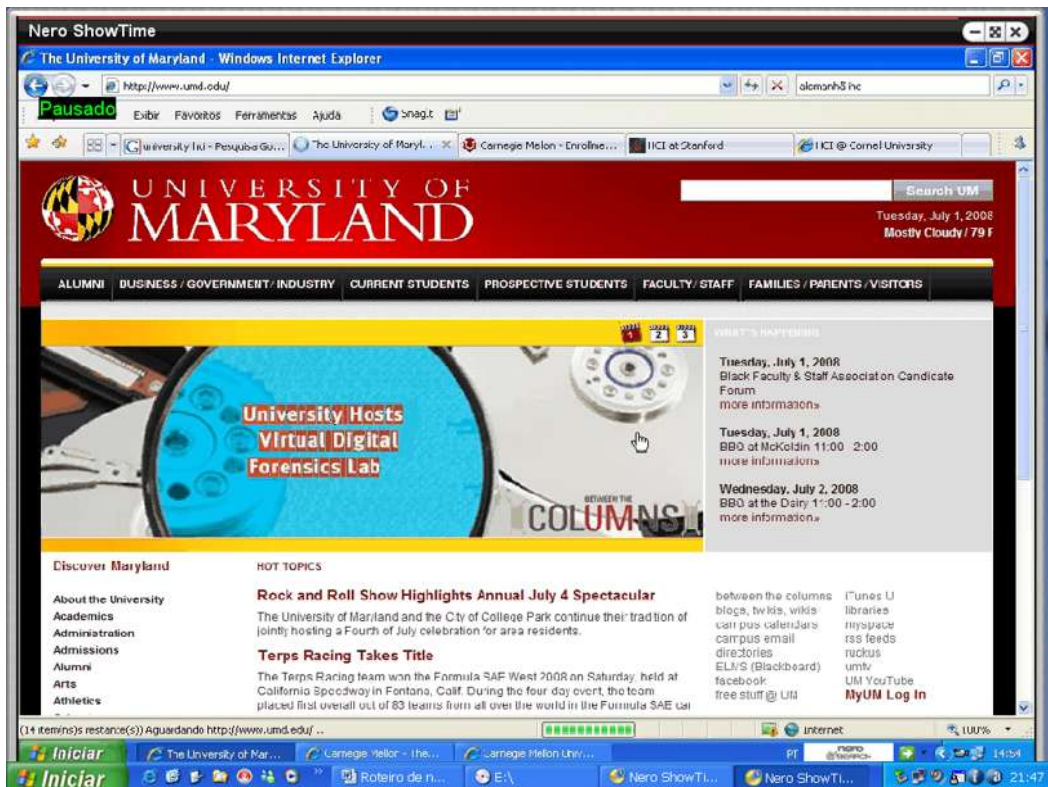 Nero ShowTime
The University of Maryland - Windows Internet Explorer
http://www.umd.edu/
Pausado
Exibir Favoritos Ferramentas Ajuda SnagIt
The University of Maryl...
Carnegie Mellon - Enrollme...
HCI at Stanford
HCI @ Cornel University
UNIVERSITY OF
MARYLAND
Search UM
Tuesday, July 1, 2008
Mostly Cloudy / 79 F
ALUMNI BUSINESS / GOVERNMENT / INDUSTRY CURRENT STUDENTS PROSPECTIVE STUDENTS FACULTY / STAFF FAMILIES / PARENTS / VISITORS
1 2 3
WHAT'S HAPPENING
University Hosts
Virtual Digital
Forensics Lab
BETWEEN THE
COLUMNS
Tuesday, July 1, 2008
Black Faculty & Staff Association Candidate
Forum
more information»
Tuesday, July 1, 2008
BBQ at McKeldin 11:00 - 2:00
more information»
Wednesday, July 2, 2008
BBQ at the Dairy 11:00 - 2:00
more information»
Discover Maryland
About the University
Academics
Administration
Admissions
Alumni
Arts
Athletics
HOT TOPICS
Rock and Roll Show Highlights Annual July 4 Spectacular
The University of Maryland and the City of College Park continue their tradition of
jointly hosting a Fourth of July celebration for area residents.
Terps Racing Takes Title
The Terps Racing team won the Formula SAE West 2008 on Saturday, held at
California Speedway in Fontana, Calif. During the four day event, the team
placed first overall out of 83 teams from all over the world in the Formula SAE car
between the columns
blogs, twikis, wikis
campus calendars
campus email
directories
ELMS (Blackboard)
facebook
free stuff @ UM
iTunes U
libraries
myspace
rss feeds
ruckus
umtv
UM YouTube
MyUM Log In
Aguardando http://www.umd.edu/ ..
Internet
100%
Iniciar
The University of Mar...
Carnegie Mellon - The...
Carnegie Mellon Univ...
PT
nero
SEARCH
14:54
Iniciar
Roteiro de n...
E:\
Nero ShowTi...
Nero ShowTi...
21:47